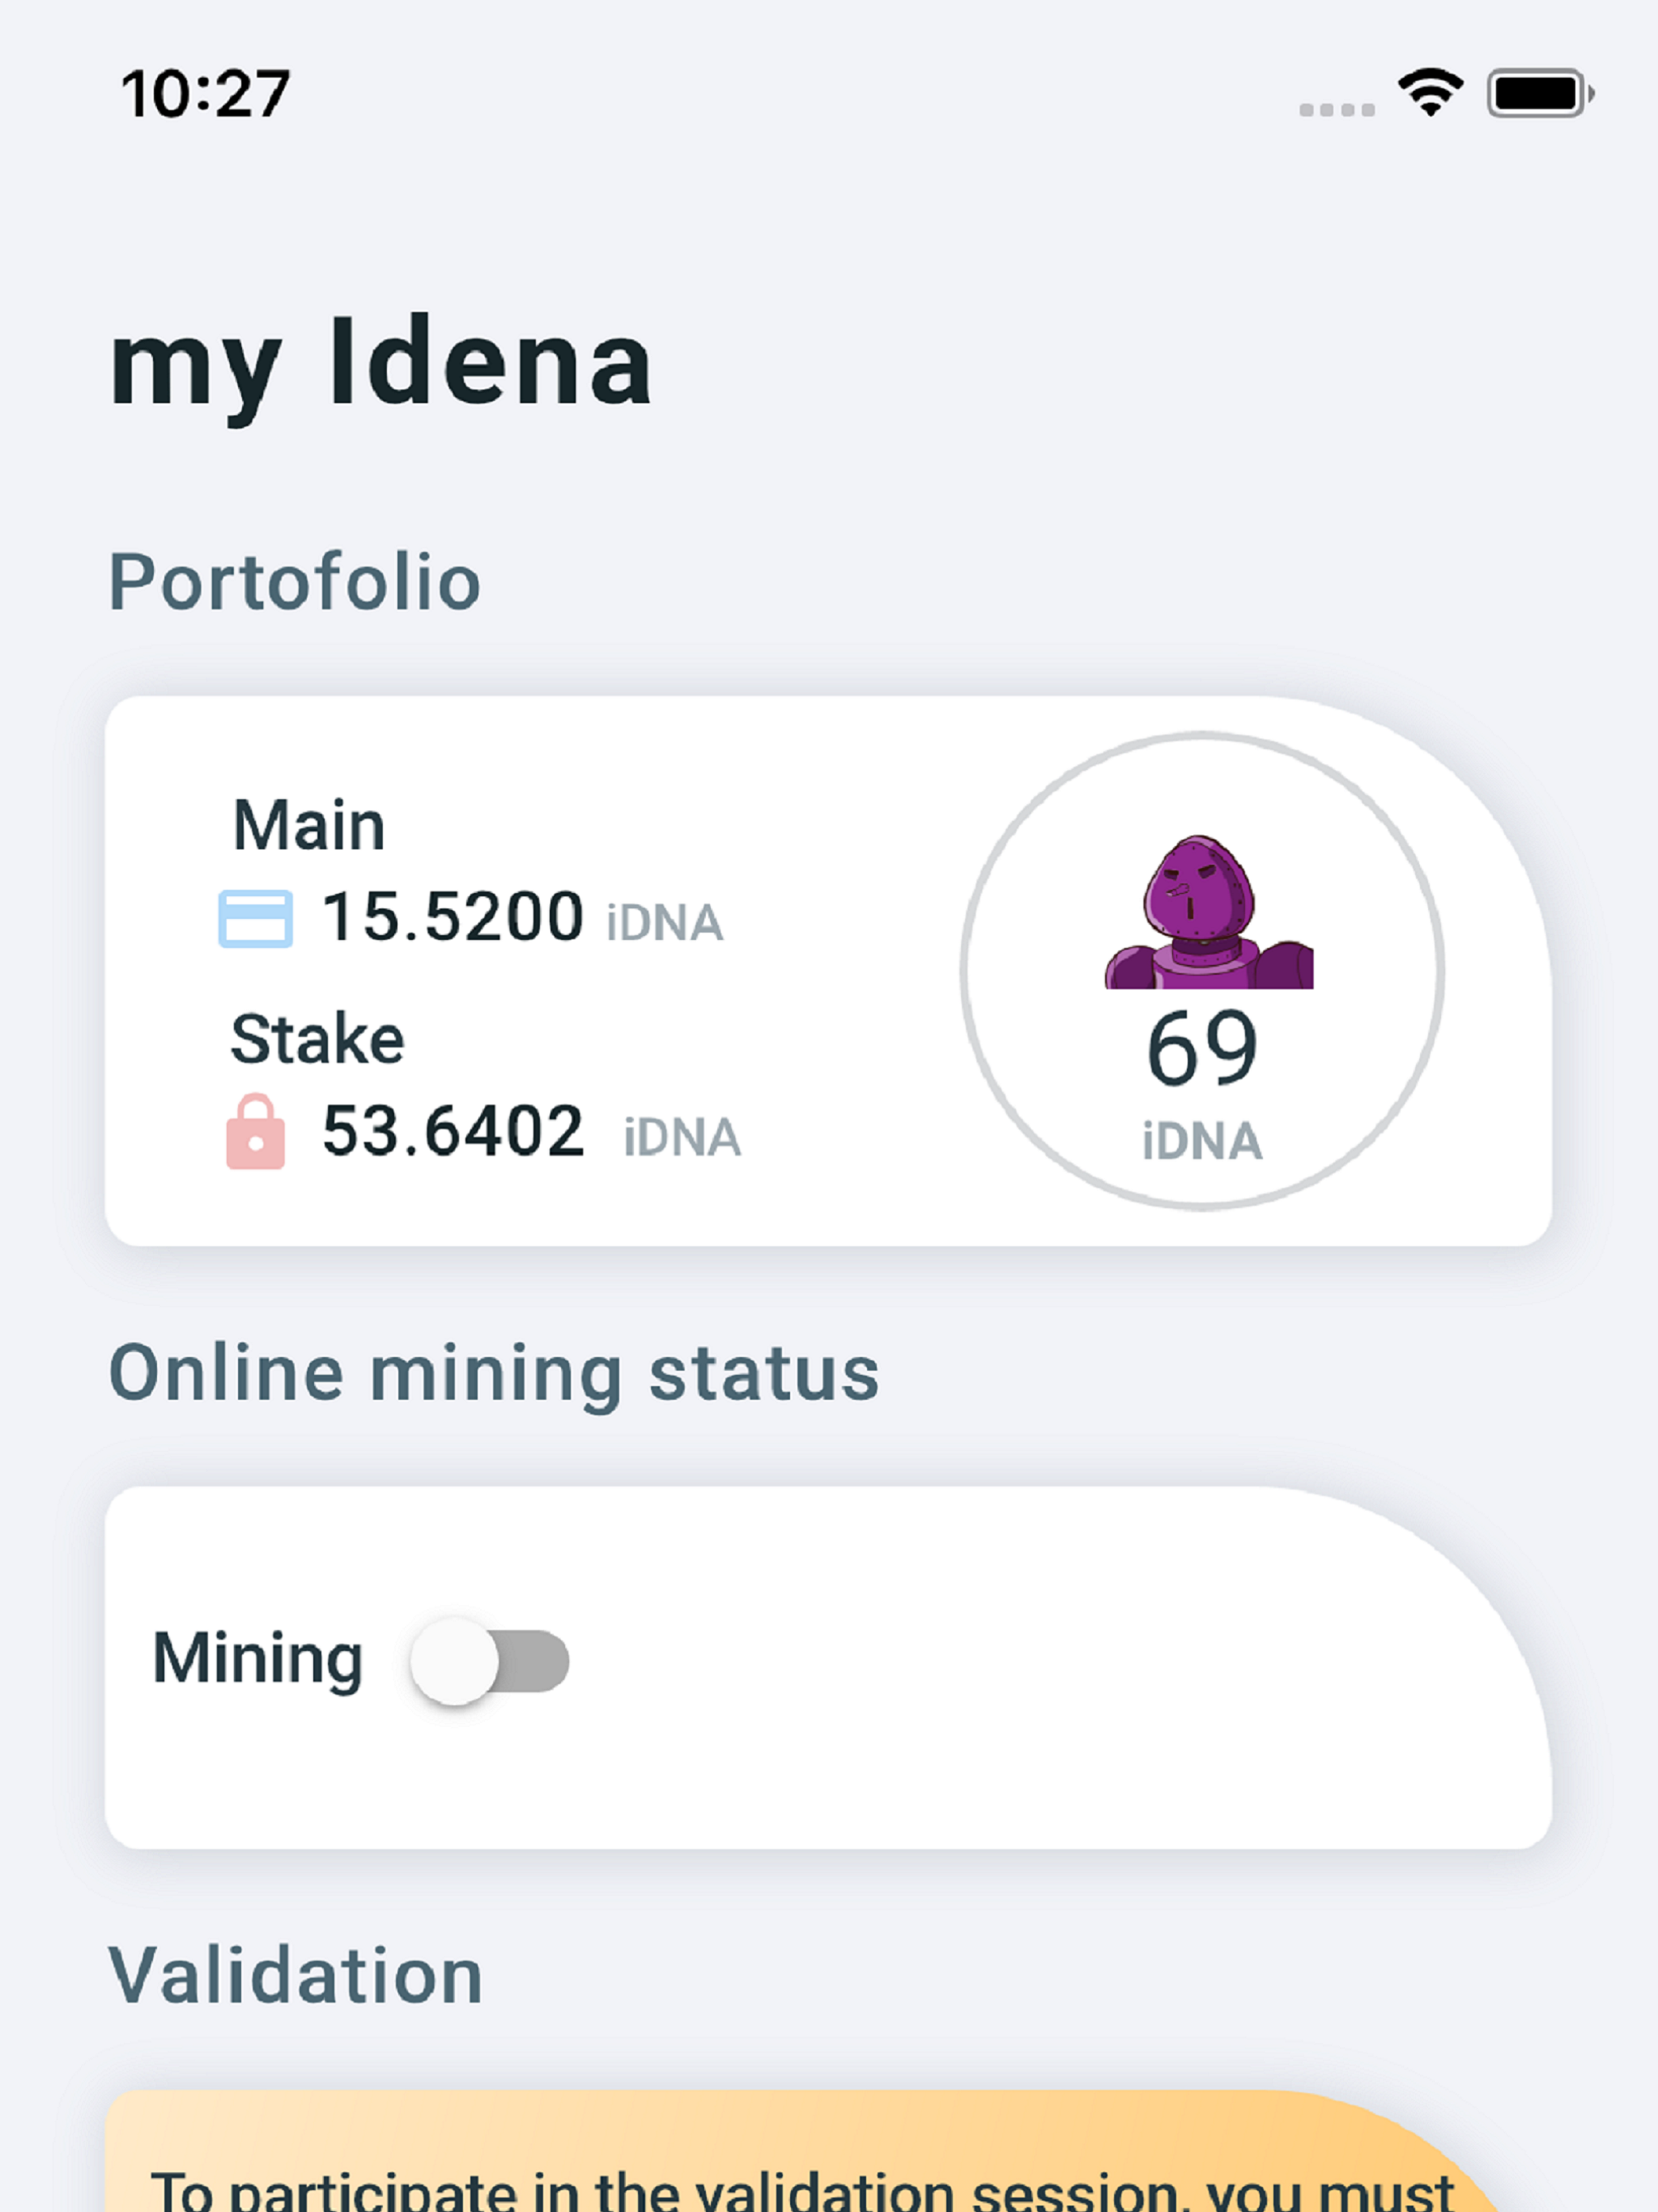 10:27
my Idena
Portofolio
Main
15.5200 iDNA
Stake
53.6402 iDNA
69
iDNA
Online mining status
Mining
Validation
To participate in the validation session, you must